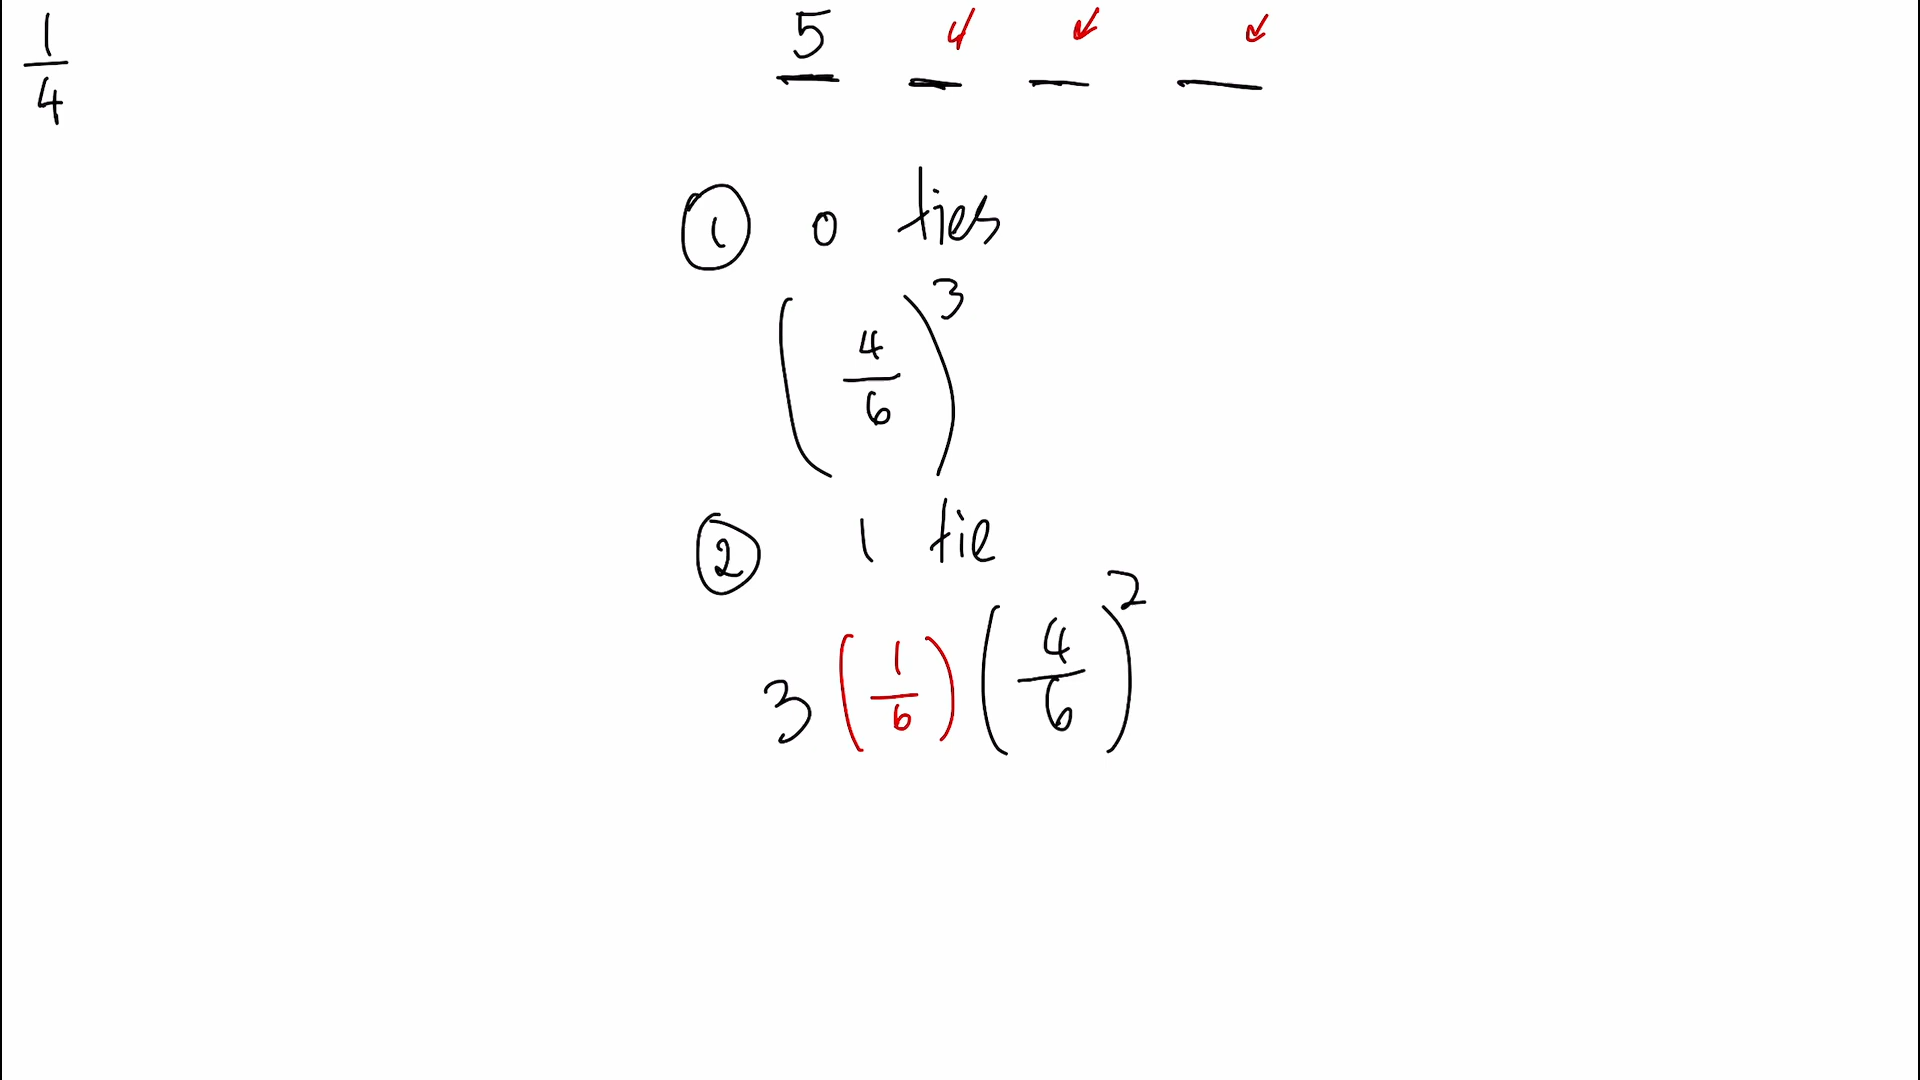 1/4
5 ↙ ↙ ↙
① 0 ties
(4/6)^3
② 1 tie
3 (1/6) (4/6)^2